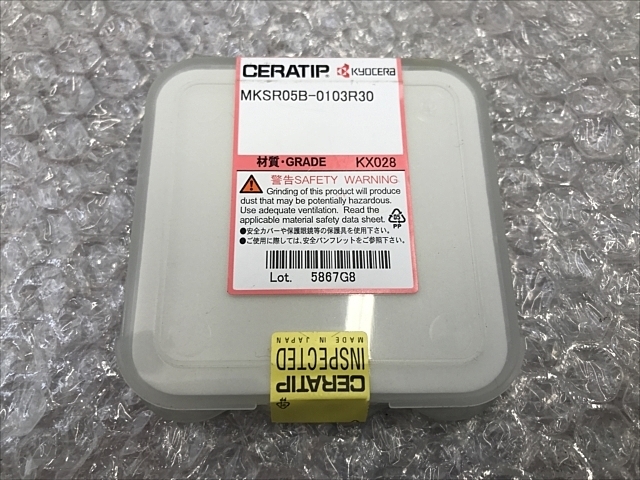 CERATIP KYOCERA
MKSR05B-0103R30
材質・GRADE KX028
警告SAFETY WARNING
Grinding of this product will produce
dust that may be potentially hazardous.
Use adequate ventilation. Read the
applicable material safety data sheet.
PP
●安全カバーや保護眼鏡等の保護具を使用下さい。
●ご使用に際しては、安全パンフレットをご参照下さい。
Lot. 5867G8
CERATIP
INSPECTED
MADE IN JAPAN